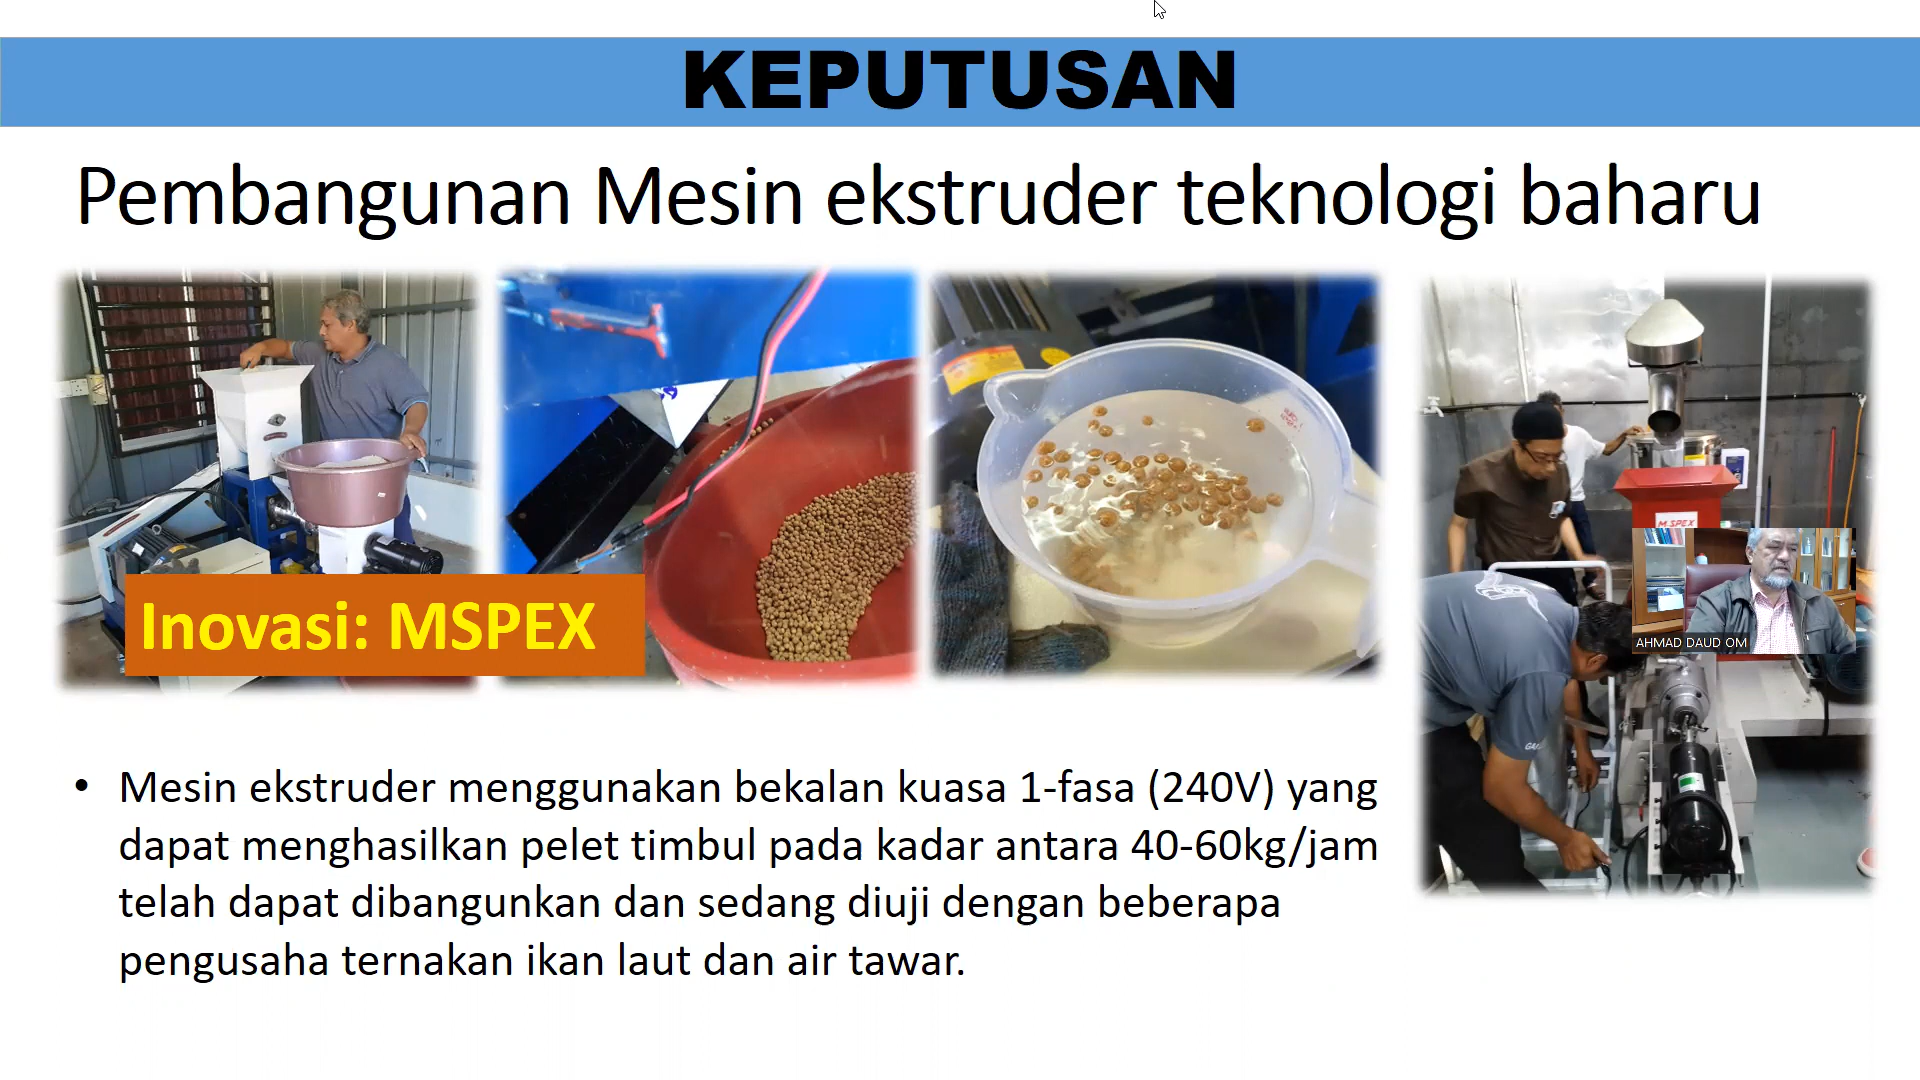 KEPUTUSAN
Pembangunan Mesin ekstruder teknologi baharu
M.SPEX
AHMAD DAUD OM
Inovasi: MSPEX
• Mesin ekstruder menggunakan bekalan kuasa 1-fasa (240V) yang
dapat menghasilkan pelet timbul pada kadar antara 40-60kg/jam
telah dapat dibangunkan dan sedang diuji dengan beberapa
pengusaha ternakan ikan laut dan air tawar.